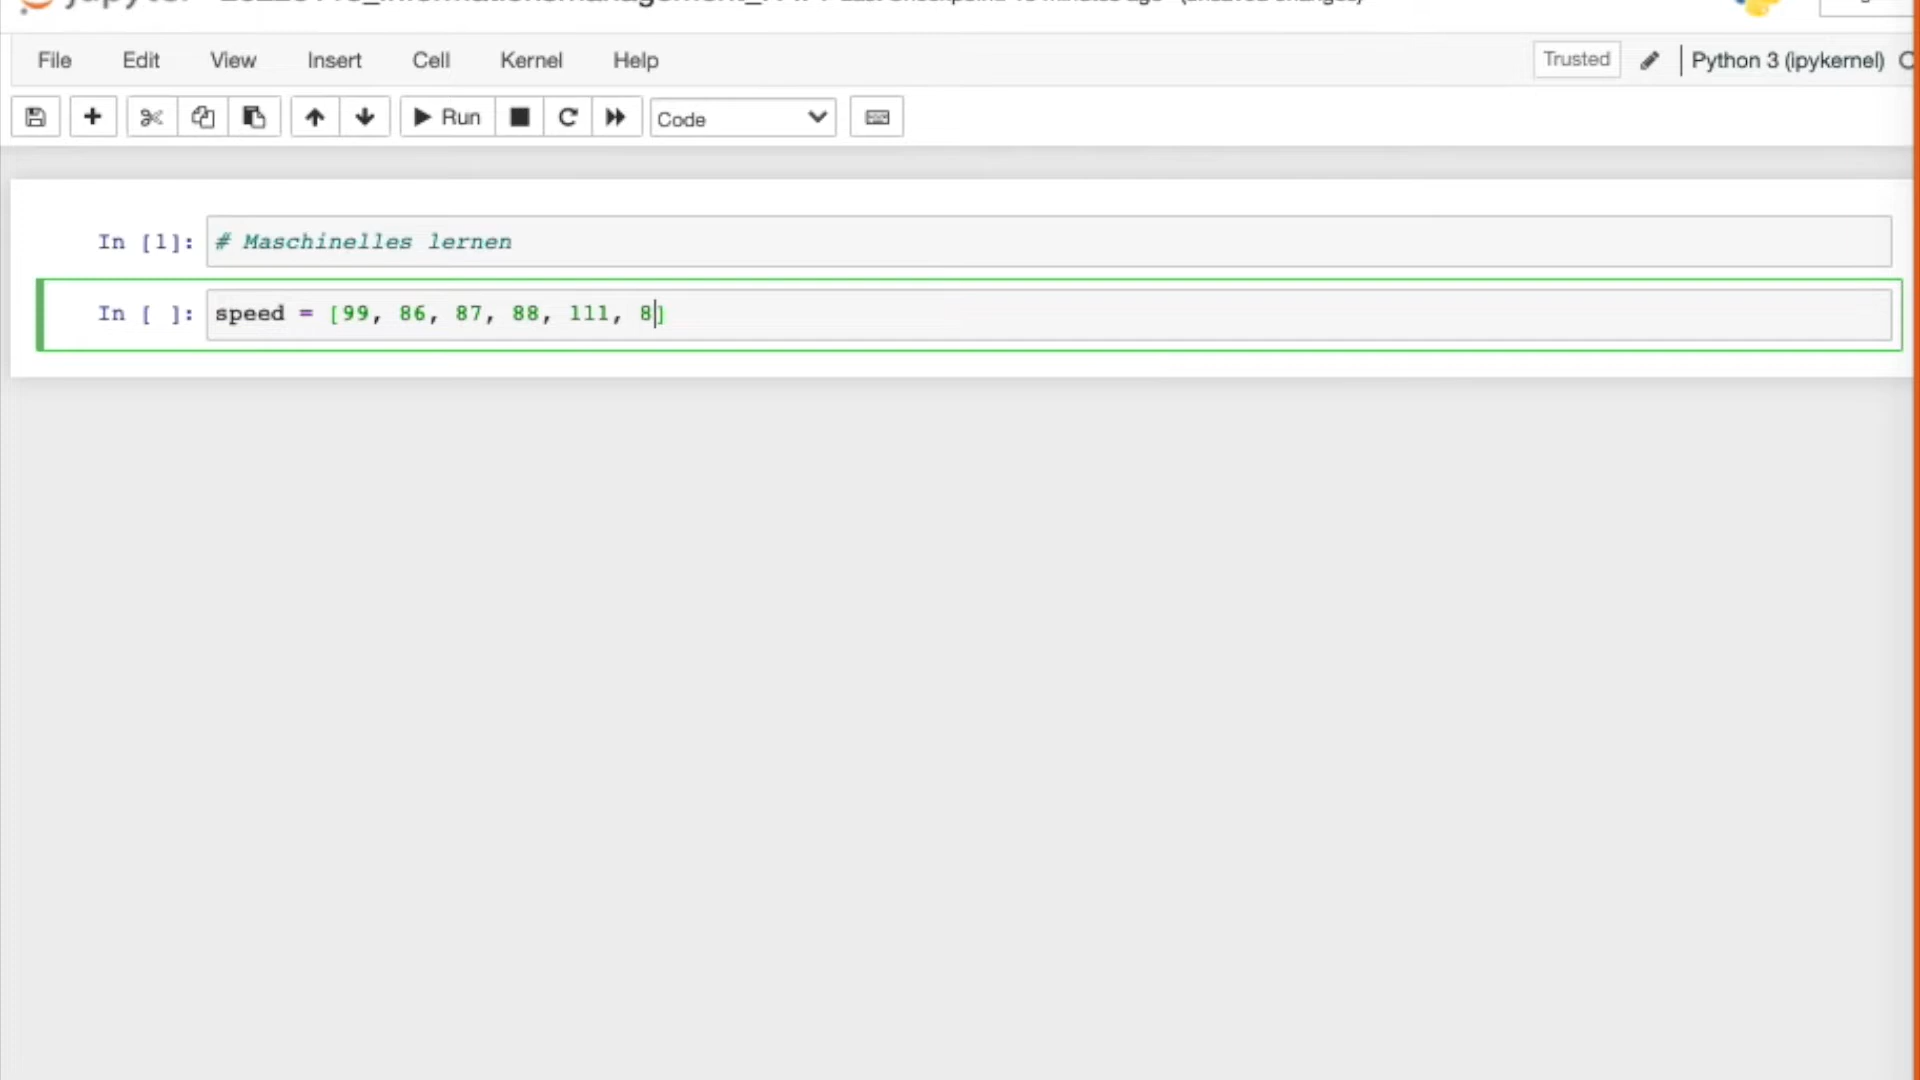 File Edit View Insert Cell Kernel Help Trusted Python 3 (ipykernel)
Run Code
In [1]: # Maschinelles lernen
In [ ]: speed = [99, 86, 87, 88, 111, 8]